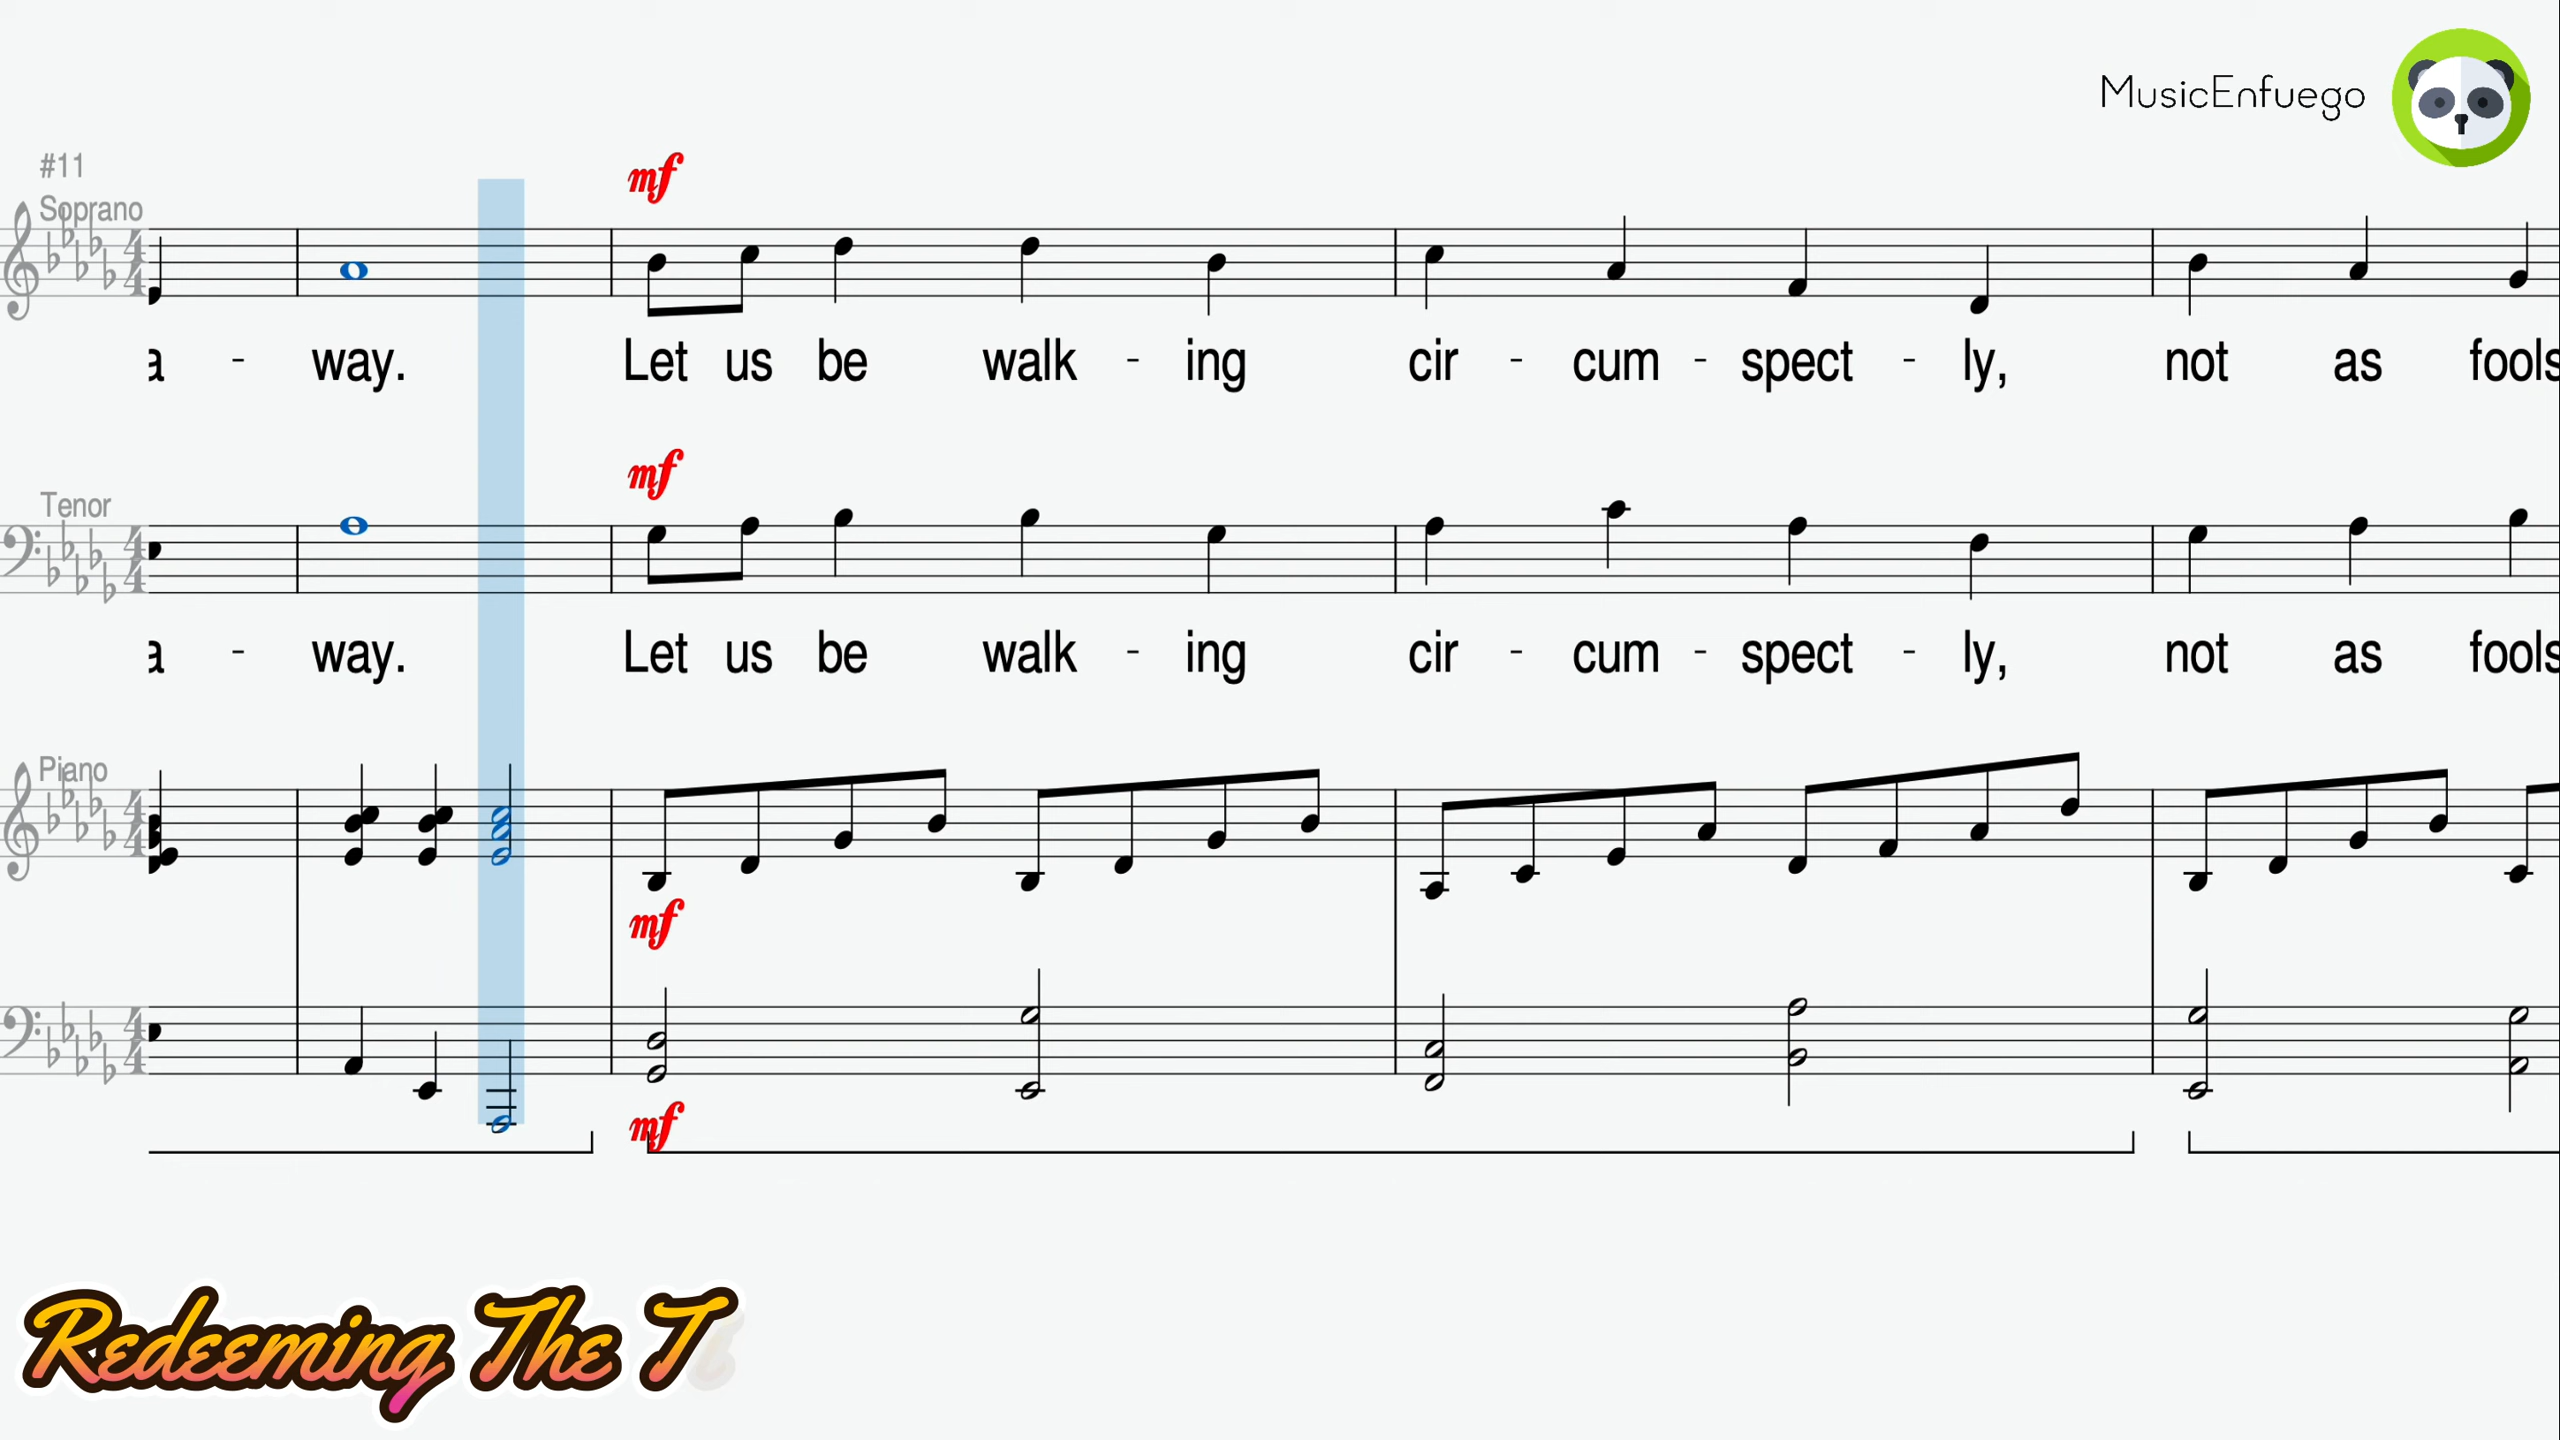 MusicEnfuego
#11
Soprano
mf
a - way. Let us be walk - ing cir - cum - spect - ly, not as fools
Tenor
mf
a - way. Let us be walk - ing cir - cum - spect - ly, not as fools
Piano
mf
mf
Redeeming The T